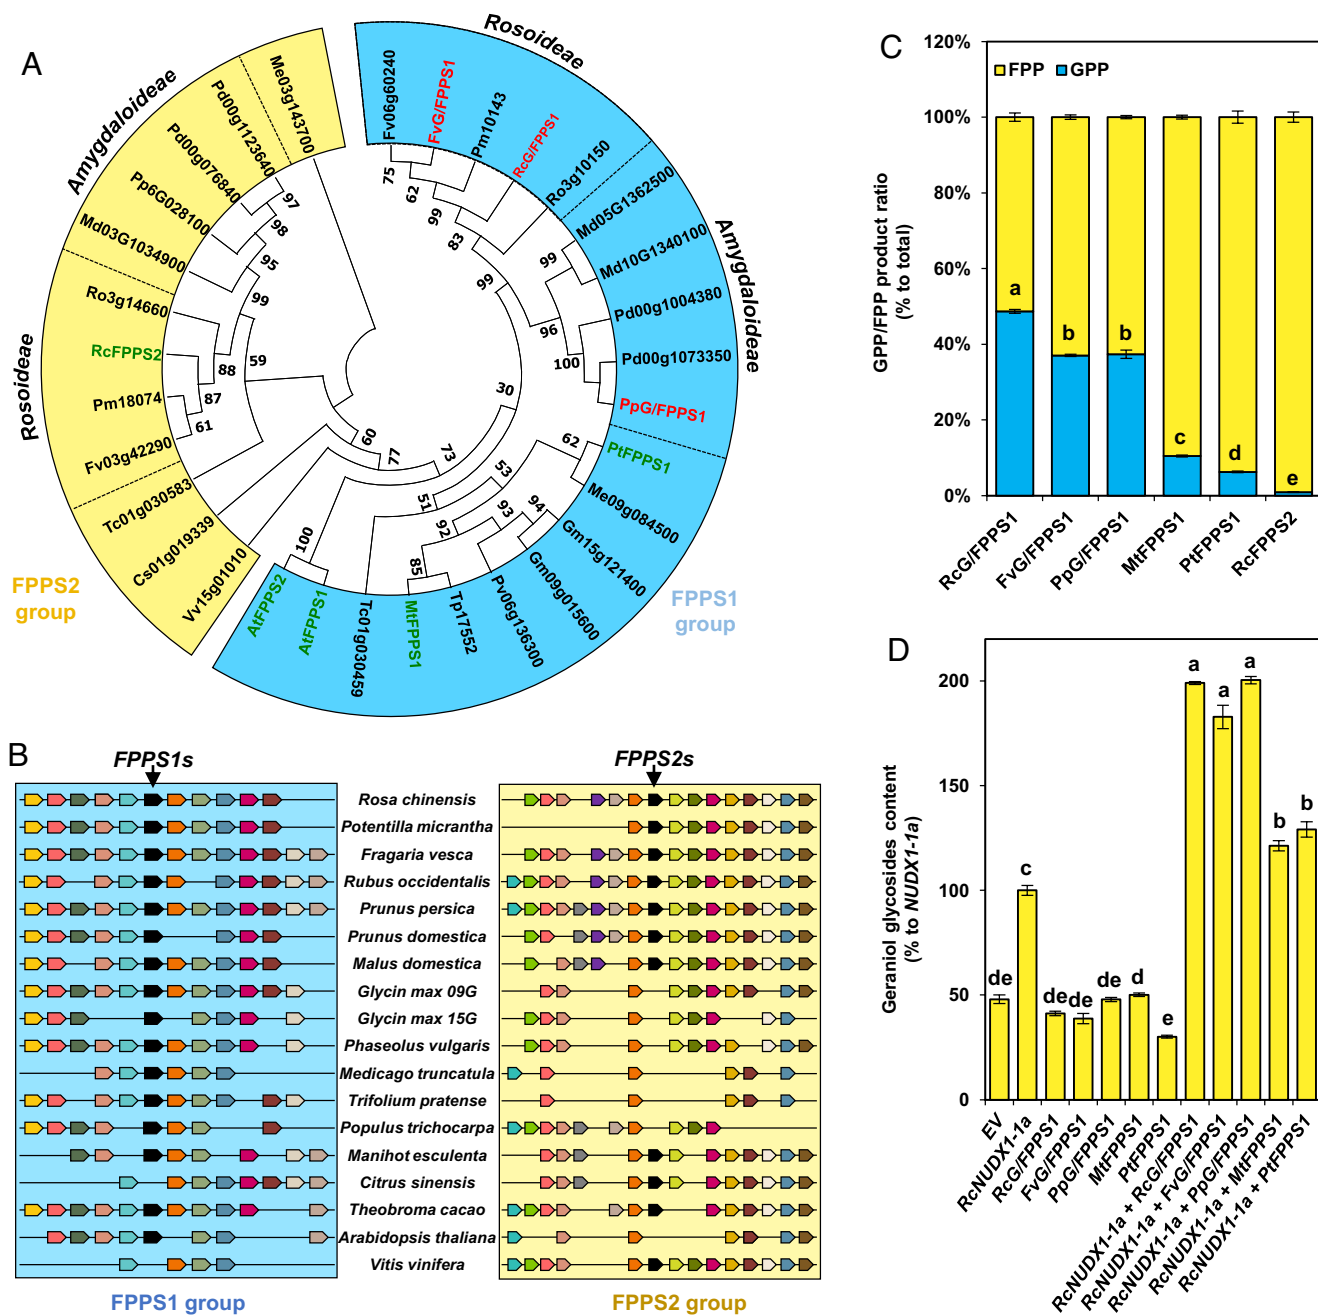 A
Rosoideae
Amygdaloideae
Amygdaloideae
Rosoideae
Fv06g60240
FvG/FPPS1
Pm10143
RcG/FPPS1
Ro3g10150
Md05G1362500
Md10G1340100
Pd00g1004380
Pd00g1073350
PpG/FPPS1
PtFPPS1
Me09g084500
Gm15g121400
Gm09g015600
Pv06g136300
Tp17552
MtFPPS1
Tc01g030459
AtFPPS1
AtFPPS2
Vv15g01010
Cs01g019339
Tc01g030583
Fv03g42290
Pm18074
RcFPPS2
Ro3g14660
Md03G1034900
Pp6G028100
Pd00g076840
Pd00g1123640
Me03g143700
75
62
99
83
99
99
96
100
97
98
95
99
59
88
87
61
30
60
77
73
62
53
51
94
93
92
85
100
FPPS2
group
FPPS1
group
B
FPPS1s
FPPS2s
Rosa chinensis
Potentilla micrantha
Fragaria vesca
Rubus occidentalis
Prunus persica
Prunus domestica
Malus domestica
Glycin max 09G
Glycin max 15G
Phaseolus vulgaris
Medicago truncatula
Trifolium pratense
Populus trichocarpa
Manihot esculenta
Citrus sinensis
Theobroma cacao
Arabidopsis thaliana
Vitis vinifera
FPPS1 group
FPPS2 group
C
GPP/FPP product ratio
(% to total)
120%
100%
80%
60%
40%
20%
0%
FPP GPP
a
b
b
c
d
e
RcG/FPPS1
FvG/FPPS1
PpG/FPPS1
MtFPPS1
PtFPPS1
RcFPPS2
D
Geraniol glycosides content
(% to NUDX1-1a)
200
150
100
50
0
de
c
de
de
de
d
e
a
a
a
b
b
EV
RcNUDX1-1a
RcG/FPPS1
FvG/FPPS1
PpG/FPPS1
MtFPPS1
PtFPPS1
RcNUDX1-1a + RcG/FPPS1
RcNUDX1-1a + FvG/FPPS1
RcNUDX1-1a + PpG/FPPS1
RcNUDX1-1a + MtFPPS1
RcNUDX1-1a + PtFPPS1